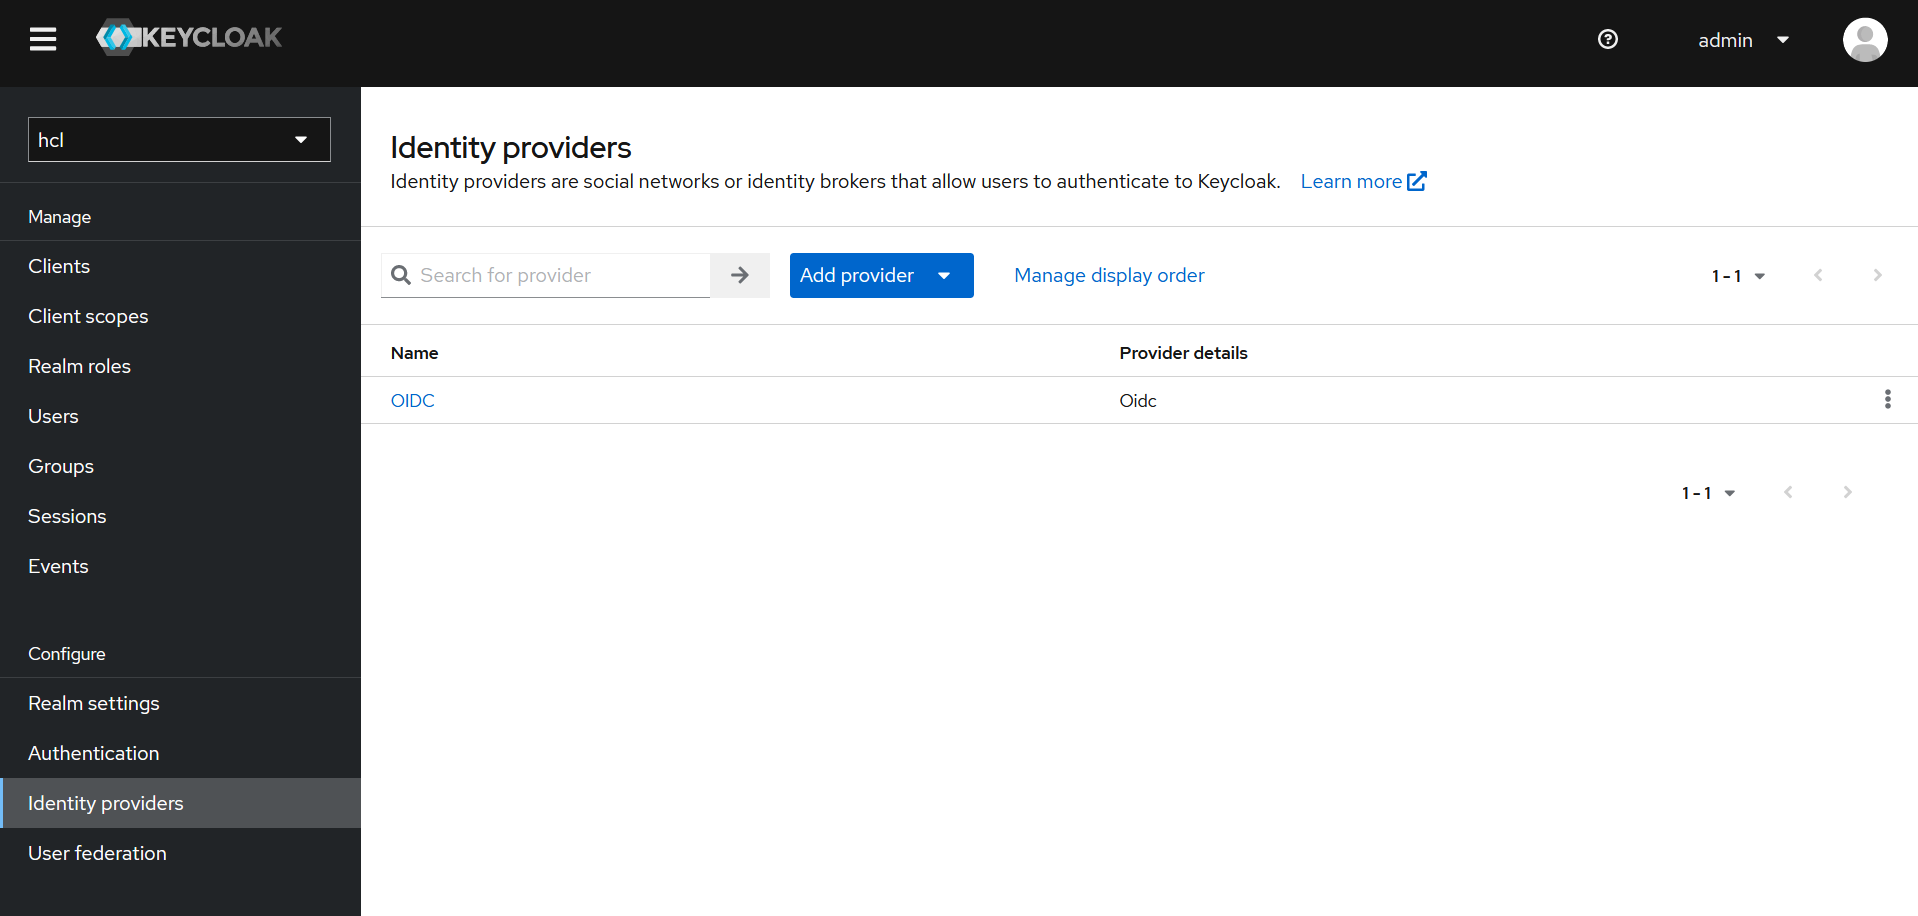 KEYCLOAK
admin
hcl
Manage
Clients
Client scopes
Realm roles
Users
Groups
Sessions
Events
Configure
Realm settings
Authentication
Identity providers
User federation
Identity providers
Identity providers are social networks or identity brokers that allow users to authenticate to Keycloak. Learn more
Search for provider
Add provider
Manage display order
1 - 1
Name Provider details
OIDC Oidc
1 - 1